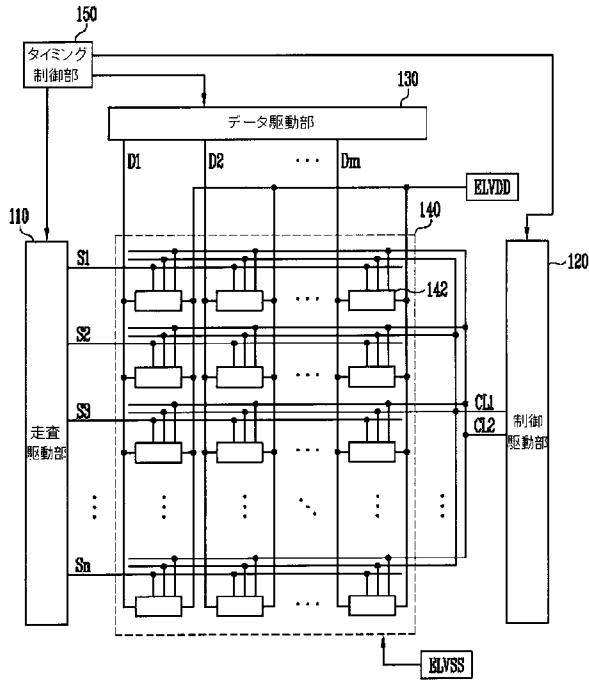 150
タイミング
制御部
130
データ駆動部
D1 D2 ... Dm
ELVDD
110
140
120
S1
142
S2
S3
CL1
CL2
走査
駆動部
制御
駆動部
Sn
ELVSS